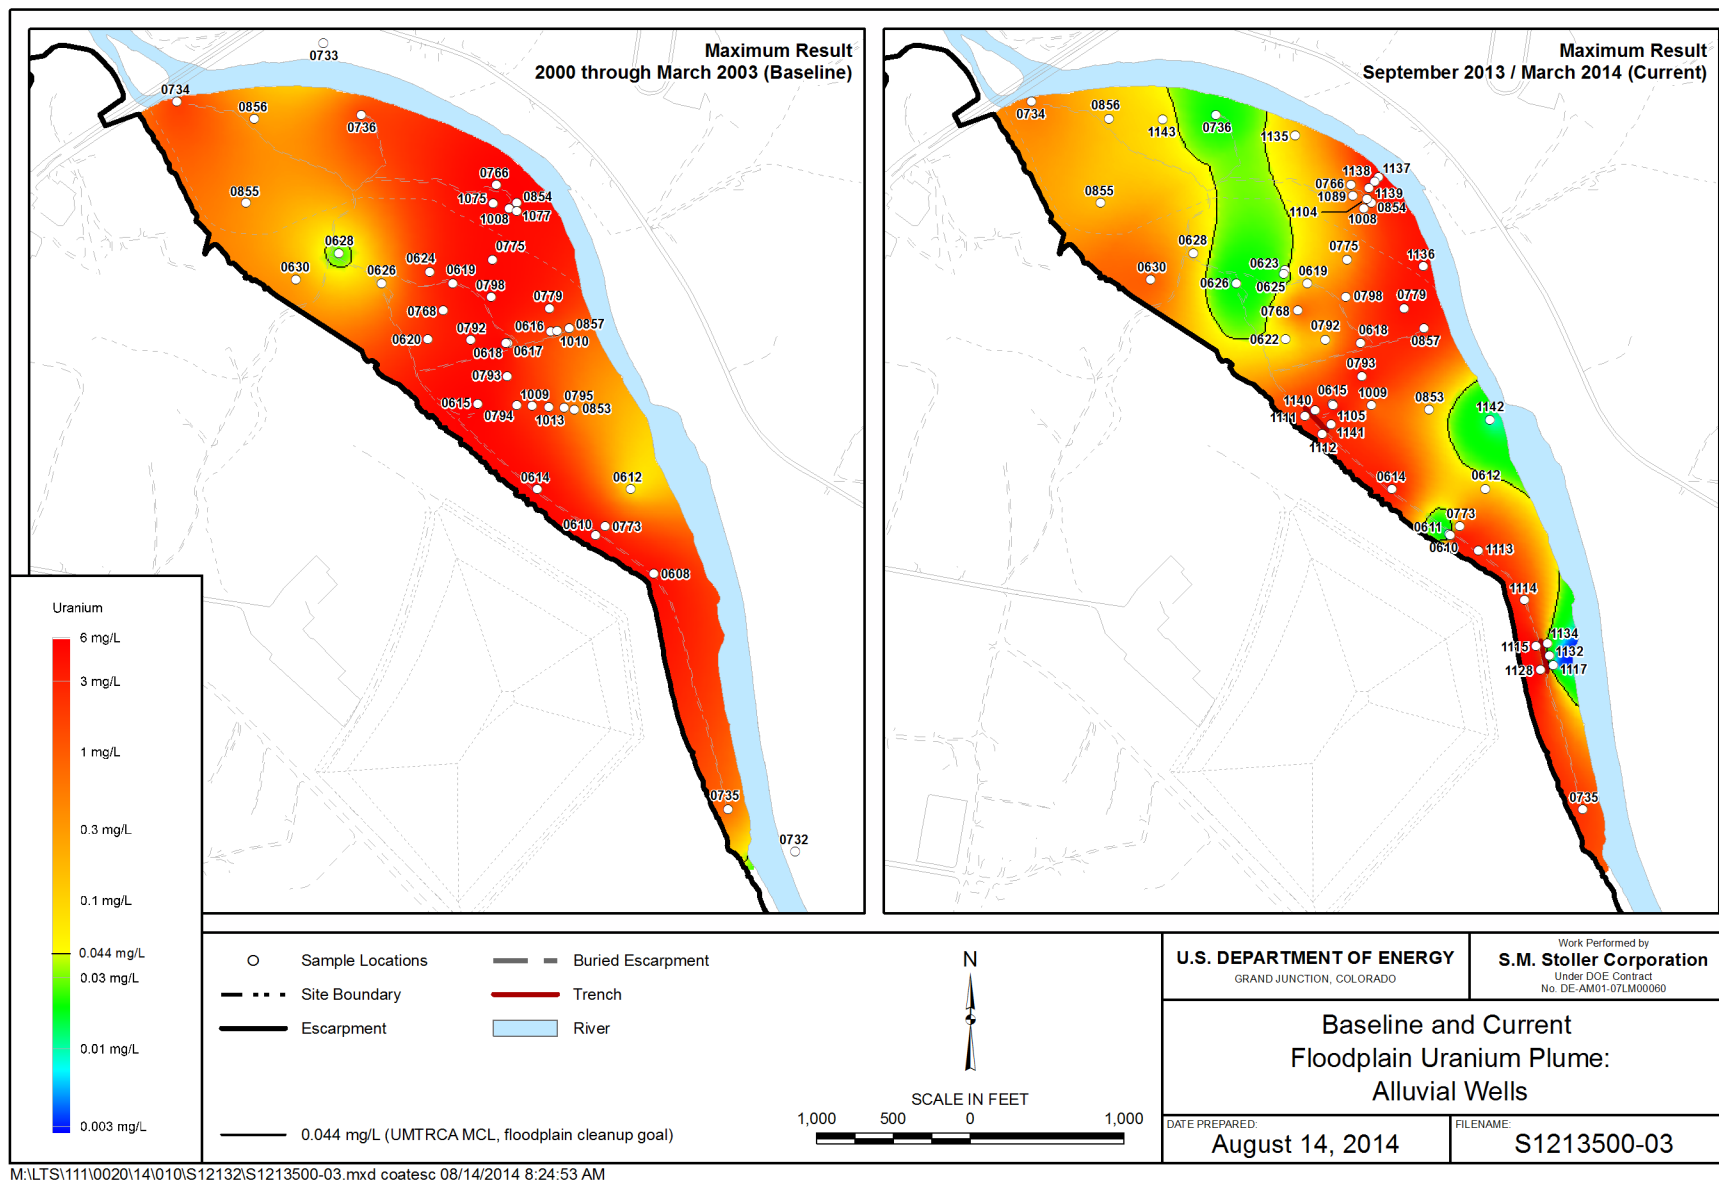 Maximum Result
2000 through March 2003 (Baseline)
0733
0734
0856
0736
0766
0855
1075
0854
1008
1077
0628
0775
0630
0626
0624
0619
0798
0768
0779
0792
0616
0857
0620
1010
0618
0617
0793
0615
1009
0795
0794
1013
0853
0614
0612
0610
0773
0608
0735
0732
Maximum Result
September 2013 / March 2014 (Current)
0734
0856
1143
0736
1135
1138
1137
0766
1089
1139
0855
1104
0854
1008
0628
0775
1136
0630
0623
0626
0625
0619
0798
0779
0768
0792
0618
0622
0857
0793
1140
0615
1009
0853
1142
1111
1105
1141
1112
0614
0612
0611
0773
0610
1113
1114
1134
1115
1132
1128
1117
0735
Uranium
6 mg/L
3 mg/L
1 mg/L
0.3 mg/L
0.1 mg/L
0.044 mg/L
0.03 mg/L
0.01 mg/L
0.003 mg/L
Sample Locations
Site Boundary
Escarpment
Buried Escarpment
Trench
River
0.044 mg/L (UMTRCA MCL, floodplain cleanup goal)
N
SCALE IN FEET
1,000 500 0 1,000
U.S. DEPARTMENT OF ENERGY
GRAND JUNCTION, COLORADO
Work Performed by
S.M. Stoller Corporation
Under DOE Contract
No. DE-AM01-07LM00060
Baseline and Current
Floodplain Uranium Plume:
Alluvial Wells
DATE PREPARED:
August 14, 2014
FILENAME:
S1213500-03
M:\LTS\111\0020\14\010\S12132\S1213500-03.mxd coatesc 08/14/2014 8:24:53 AM